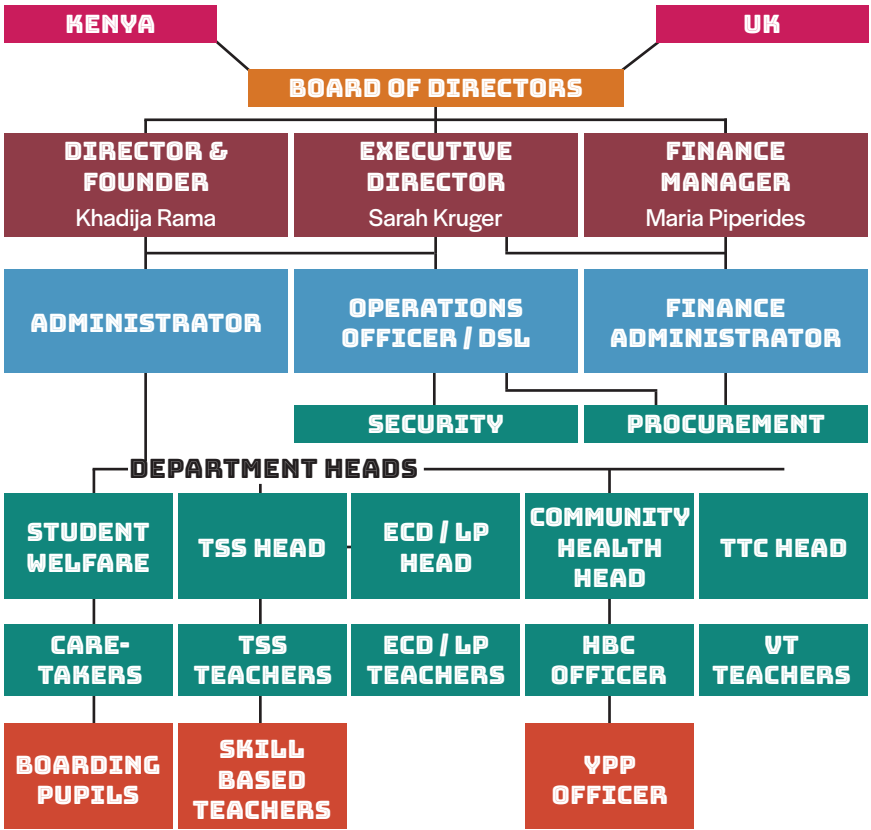 KENYA
UK
BOARD OF DIRECTORS
DIRECTOR &
FOUNDER
Khadija Rama
EXECUTIVE
DIRECTOR
Sarah Kruger
FINANCE
MANAGER
Maria Piperides
ADMINISTRATOR
OPERATIONS
OFFICER / DSL
FINANCE
ADMINISTRATOR
SECURITY
PROCUREMENT
DEPARTMENT HEADS
STUDENT
WELFARE
TSS HEAD
ECD / LP
HEAD
COMMUNITY
HEALTH
HEAD
TTC HEAD
CARE-
TAKERS
TSS
TEACHERS
ECD / LP
TEACHERS
HBC
OFFICER
VT
TEACHERS
BOARDING
PUPILS
SKILL
BASED
TEACHERS
YPP
OFFICER